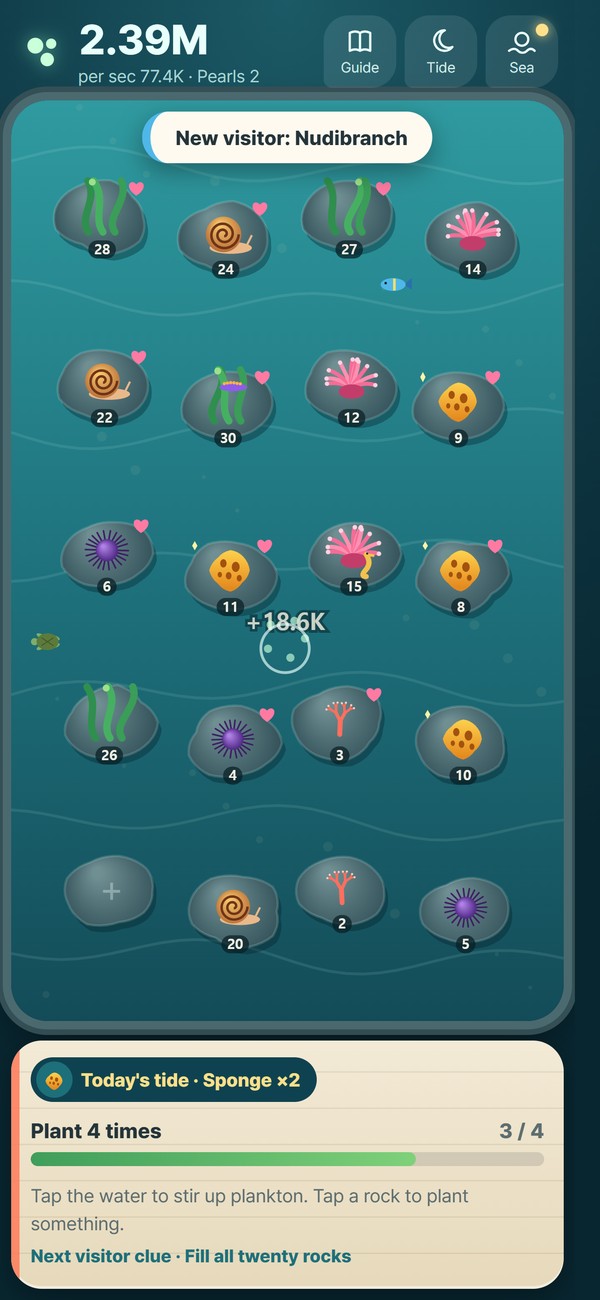 2.39M
per sec 77.4K · Pearls 2
Guide
Tide
Sea
New visitor: Nudibranch
28
24
27
14
22
30
12
9
6
11
15
8
+18.6K
26
4
3
10
+
20
2
5
Today's tide · Sponge ×2
Plant 4 times
3 / 4
Tap the water to stir up plankton. Tap a rock to plant
something.
Next visitor clue · Fill all twenty rocks